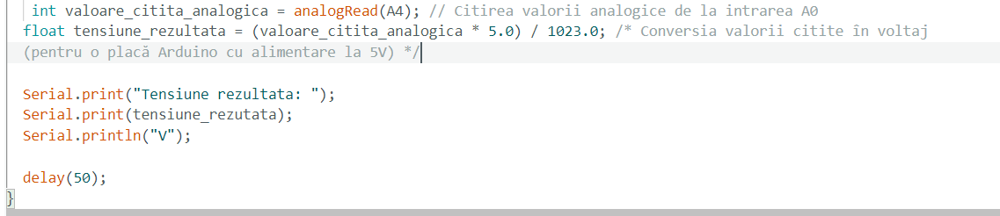 int valoare_citita_analogica = analogRead(A4); // Citirea valorii analogice de la intrarea A0
float tensiune_rezultata = (valoare_citita_analogica * 5.0) / 1023.0; /* Conversia valorii citite în voltaj
(pentru o placă Arduino cu alimentare la 5V) */
Serial.print("Tensiune rezultata: ");
Serial.print(tensiune_rezutata);
Serial.println("V");
delay(50);
}